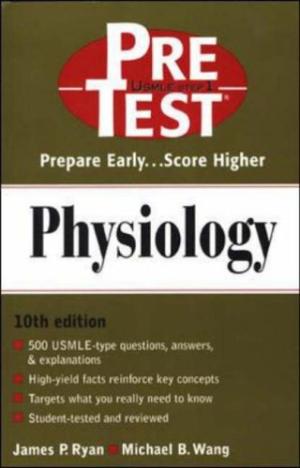 PRE
USMLE STEP 1
TEST®
Prepare Early...Score Higher
Physiology
10th edition
500 USMLE-type questions, answers,
& explanations
High-yield facts reinforce key concepts
Targets what you really need to know
Student-tested and reviewed
James P. Ryan ■ Michael B. Wang